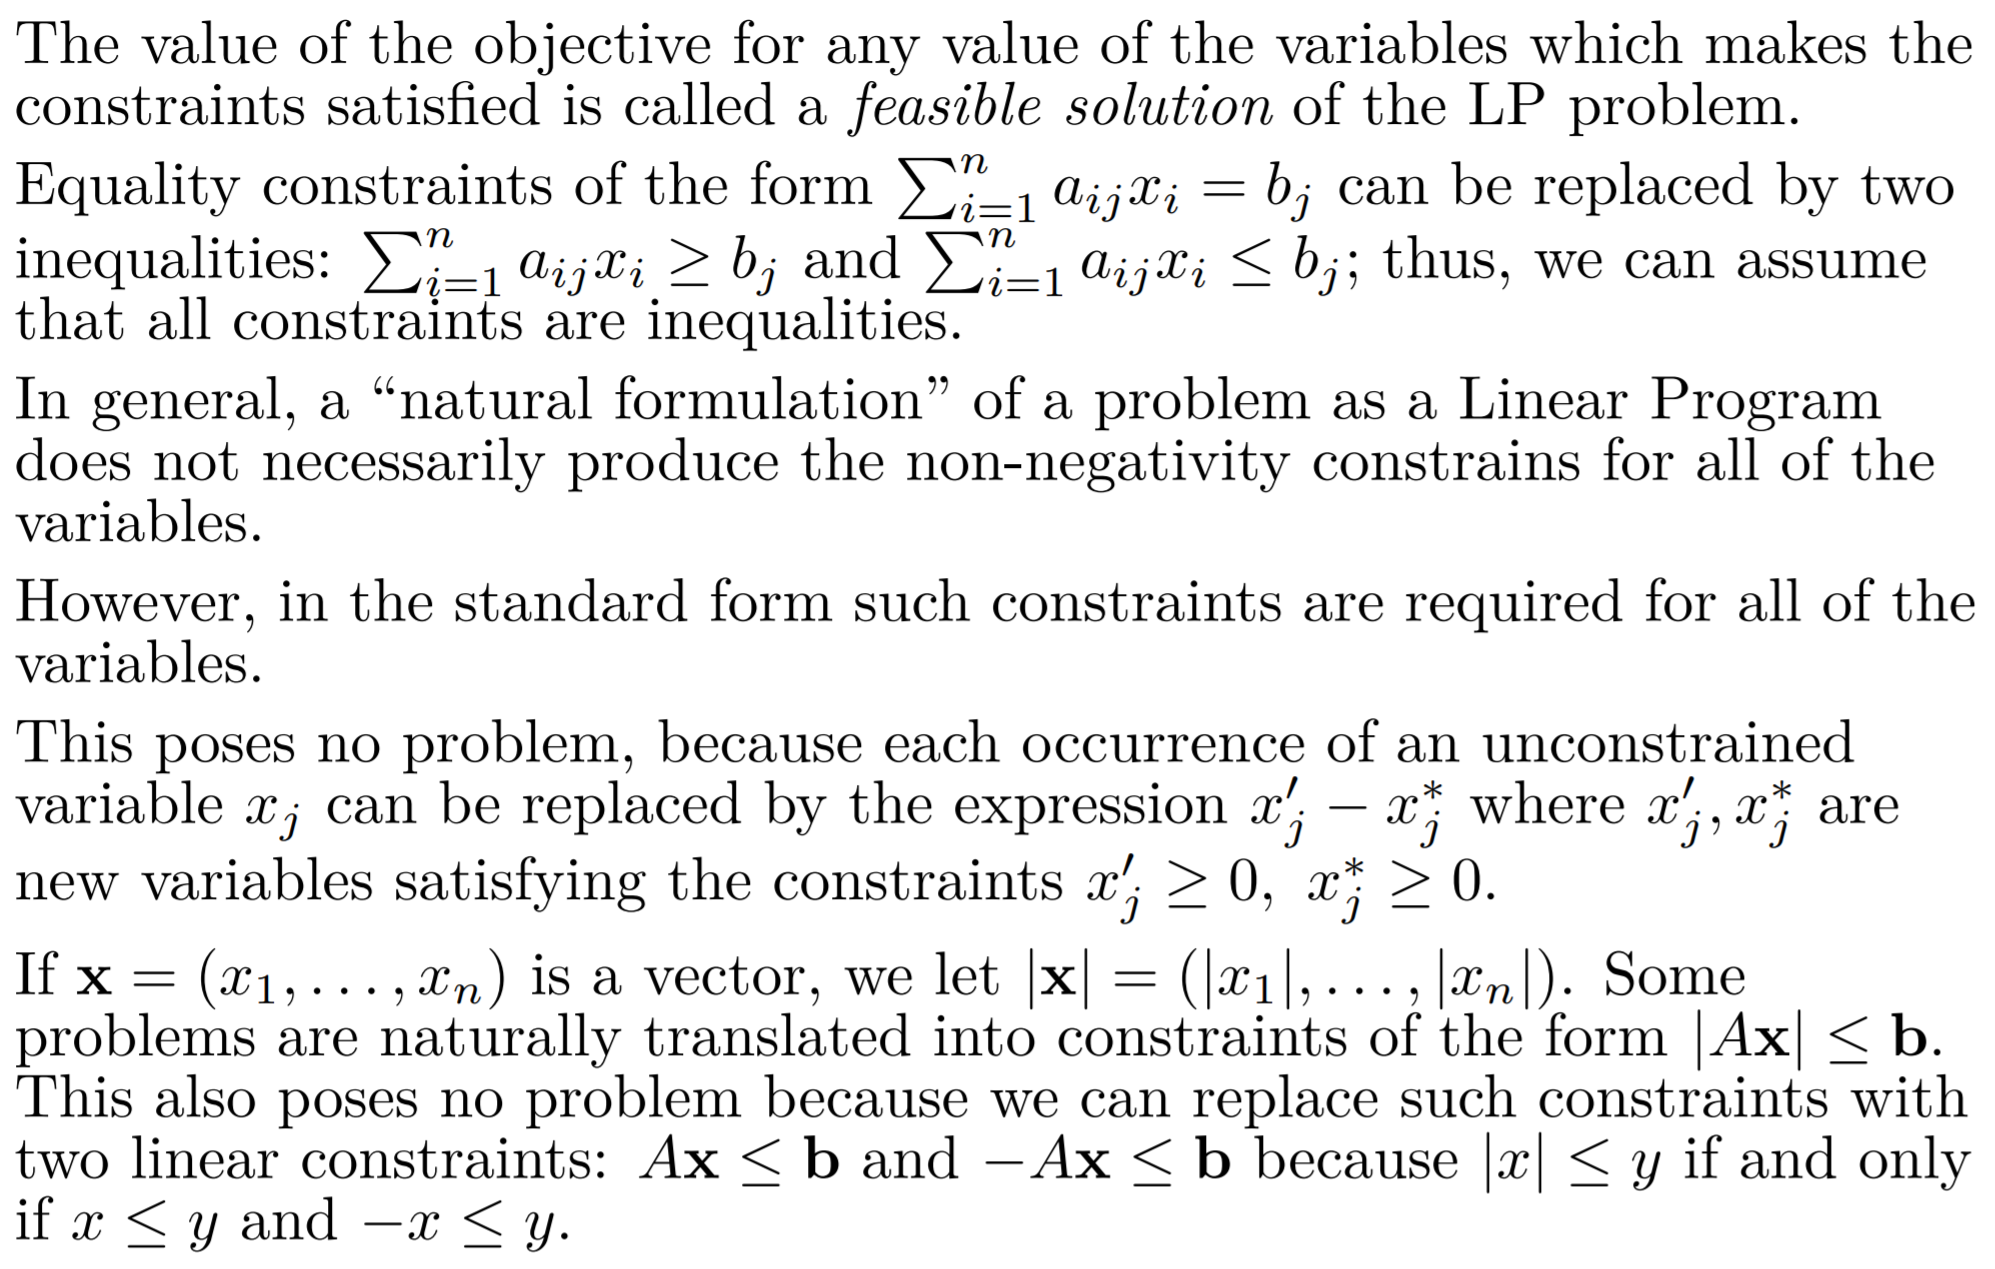 The value of the objective for any value of the variables which makes the
constraints satisfied is called a feasible solution of the LP problem.
Equality constraints of the form $\sum_{i=1}^{n} a_{ij}x_i = b_j$ can be replaced by two
inequalities: $\sum_{i=1}^{n} a_{ij}x_i \geq b_j$ and $\sum_{i=1}^{n} a_{ij}x_i \leq b_j$; thus, we can assume
that all constraints are inequalities.
In general, a “natural formulation” of a problem as a Linear Program
does not necessarily produce the non-negativity constrains for all of the
variables.
However, in the standard form such constraints are required for all of the
variables.
This poses no problem, because each occurrence of an unconstrained
variable $x_j$ can be replaced by the expression $x'_j - x^*_j$ where $x'_j, x^*_j$ are
new variables satisfying the constraints $x'_j \geq 0,\ x^*_j \geq 0$.
If $\mathbf{x} = (x_1, \ldots, x_n)$ is a vector, we let $|\mathbf{x}| = (|x_1|, \ldots, |x_n|)$. Some
problems are naturally translated into constraints of the form $|A\mathbf{x}| \leq \mathbf{b}$.
This also poses no problem because we can replace such constraints with
two linear constraints: $A\mathbf{x} \leq \mathbf{b}$ and $-A\mathbf{x} \leq \mathbf{b}$ because $|x| \leq y$ if and only
if $x \leq y$ and $-x \leq y$.